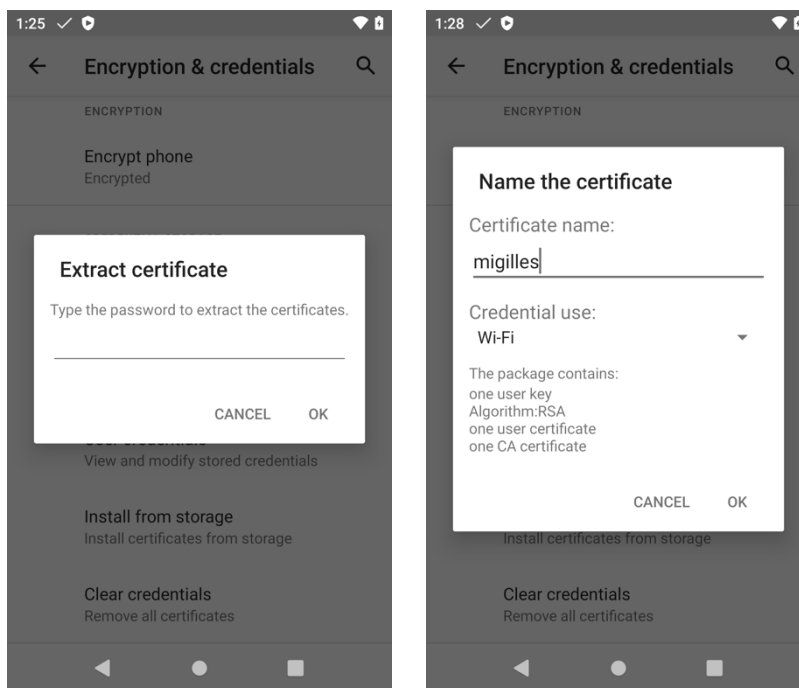 1:25
Encryption & credentials
ENCRYPTION
Encrypt phone
Encrypted
Extract certificate
Type the password to extract the certificates.
CANCEL OK
View and modify stored credentials
Install from storage
Install certificates from storage
Clear credentials
Remove all certificates
1:28
Encryption & credentials
ENCRYPTION
Name the certificate
Certificate name:
migilles
Credential use:
Wi-Fi
The package contains:
one user key
Algorithm:RSA
one user certificate
one CA certificate
CANCEL OK
Install certificates from storage
Clear credentials
Remove all certificates